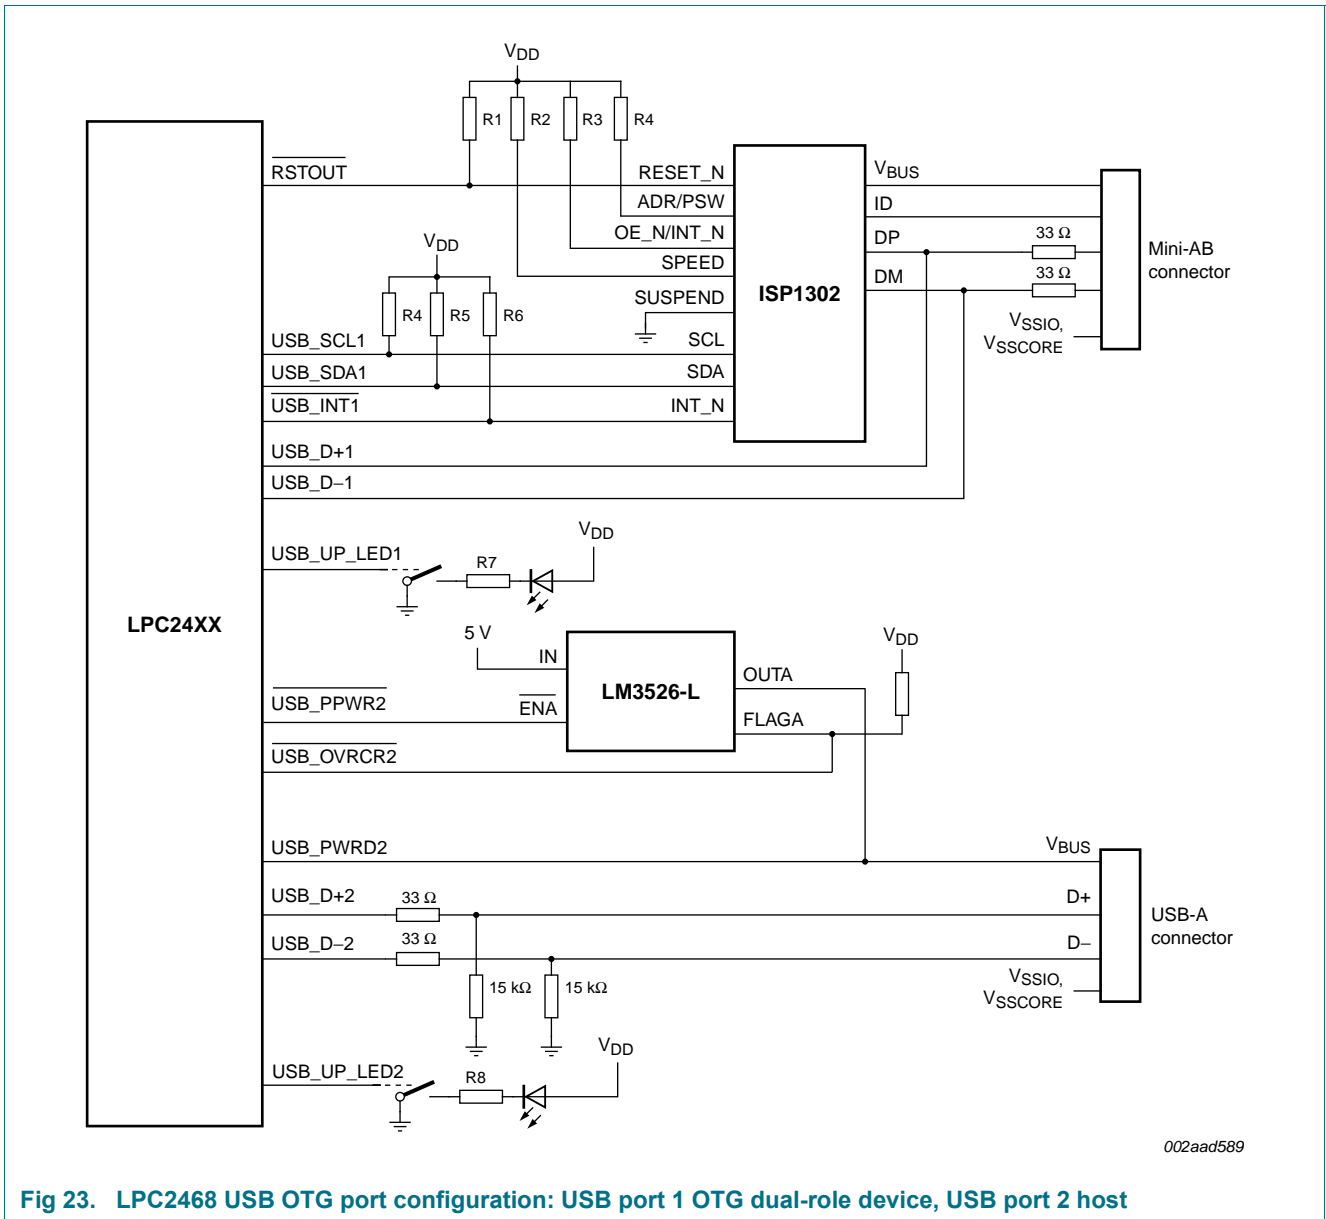 VDD
R1 R2 R3 R4
RSTOUT
RESET_N
ADR/PSW
OE_N/INT_N
SPEED
SUSPEND
VDD
R4 R5 R6
USB_SCL1
SCL
USB_SDA1
SDA
USB_INT1
INT_N
USB_D+1
USB_D−1
ISP1302
VBUS
ID
DP
33 Ω
DM
33 Ω
VSSIO,
VSSCORE
Mini-AB
connector
USB_UP_LED1
R7
VDD
LPC24XX
5 V
IN
LM3526-L
OUTA
VDD
USB_PPWR2
ENA
FLAGA
USB_OVRCR2
USB_PWRD2
VBUS
USB_D+2
33 Ω
D+
USB_D−2
33 Ω
D−
USB-A
connector
15 kΩ
15 kΩ
VSSIO,
VSSCORE
USB_UP_LED2
R8
VDD
002aad589
Fig 23. LPC2468 USB OTG port configuration: USB port 1 OTG dual-role device, USB port 2 host